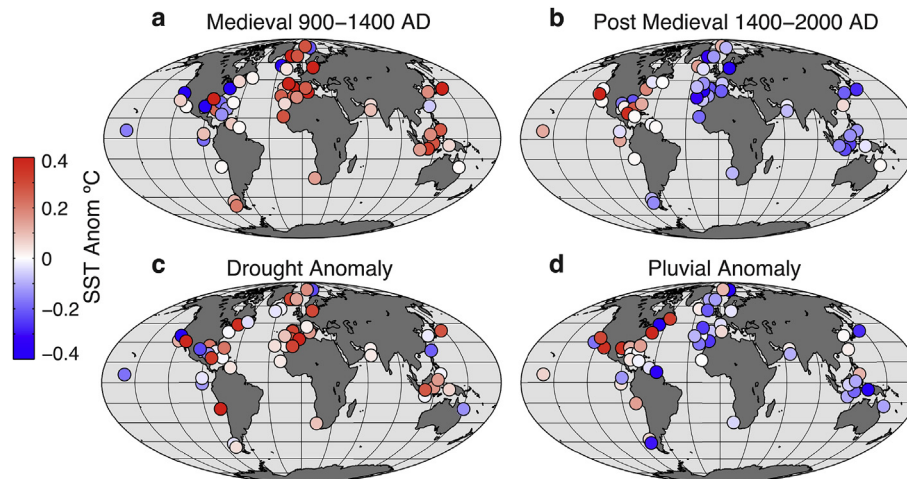 a Medieval 900–1400 AD
b Post Medieval 1400–2000 AD
0.4
0.2
0
−0.2
−0.4
SST Anom ºC
c Drought Anomaly
d Pluvial Anomaly